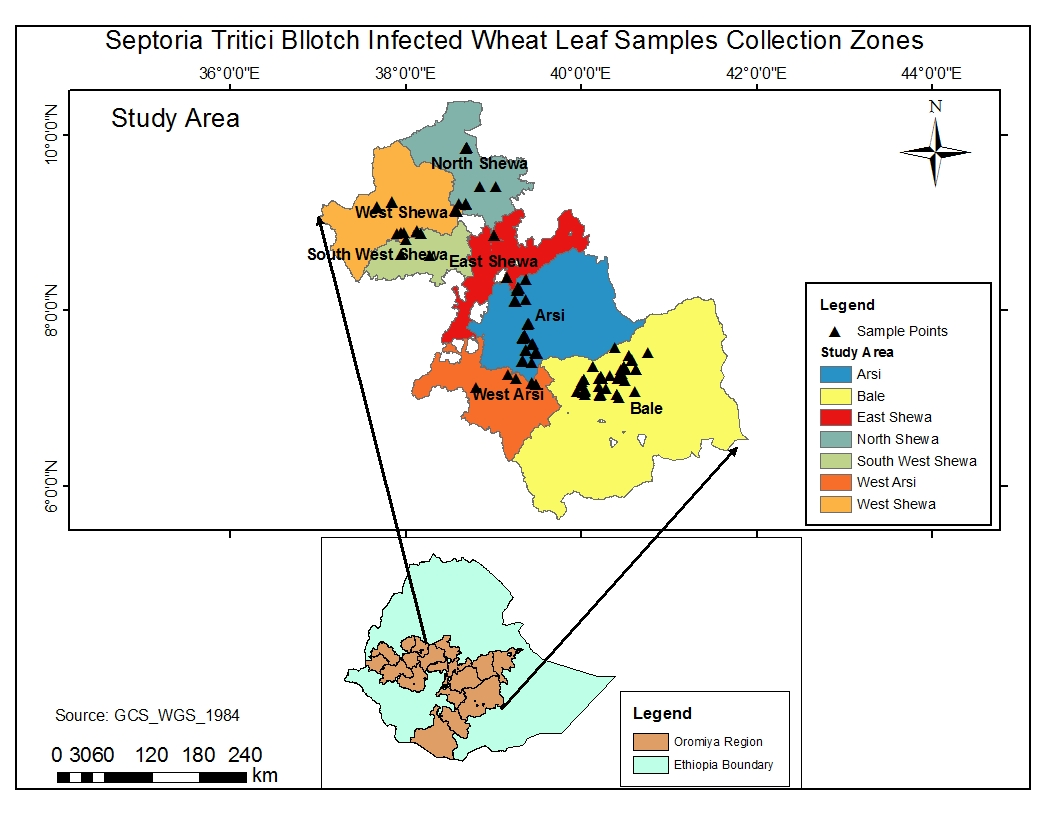 Septoria Tritici Bllotch Infected Wheat Leaf Samples Collection Zones
36°0'0"E 38°0'0"E 40°0'0"E 42°0'0"E 44°0'0"E
Study Area
N
10°0'0"N
8°0'0"N
6°0'0"N
North Shewa
West Shewa
South West Shewa
East Shewa
Arsi
West Arsi
Bale
Legend
Sample Points
Study Area
Arsi
Bale
East Shewa
North Shewa
South West Shewa
West Arsi
West Shewa
Source: GCS_WGS_1984
0 3060 120 180 240
km
Legend
Oromiya Region
Ethiopia Boundary